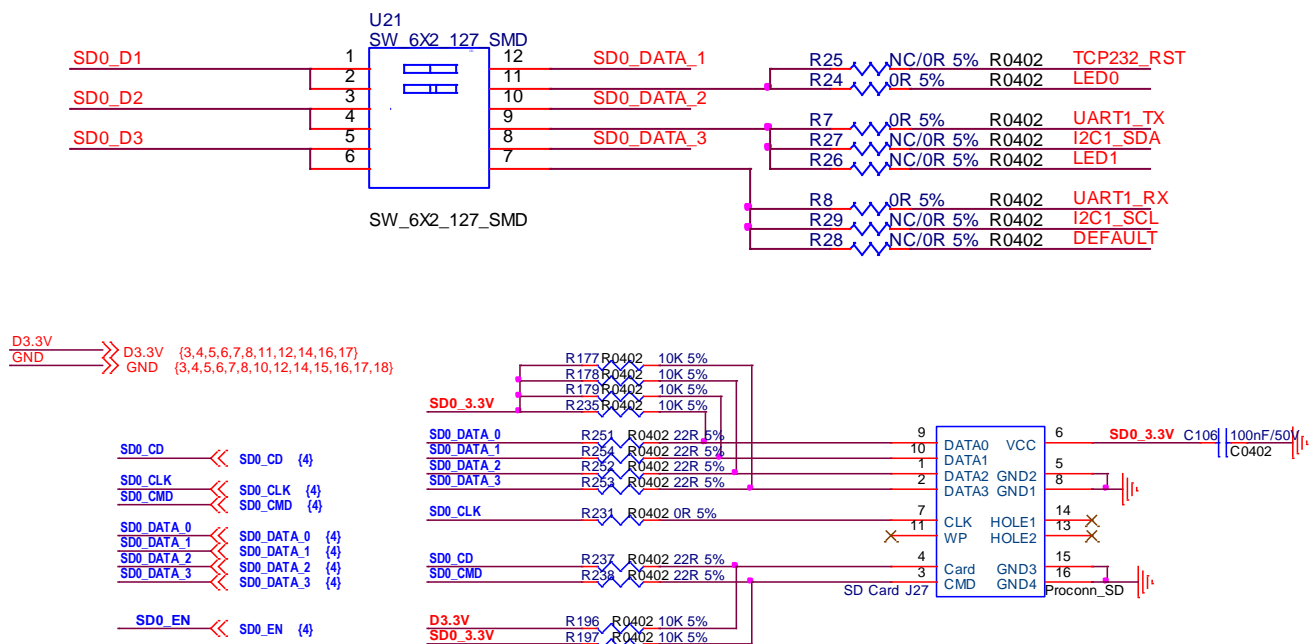 U21
SW_6X2_127_SMD
SD0_D1 1 12 SD0_DATA_1 R25 NC/0R 5% R0402 TCP232_RST
2 11 R24 0R 5% R0402 LED0
SD0_D2 3 10 SD0_DATA_2
4 9 R7 0R 5% R0402 UART1_TX
SD0_D3 5 8 SD0_DATA_3 R27 NC/0R 5% R0402 I2C1_SDA
6 7 R26 NC/0R 5% R0402 LED1
R8 0R 5% R0402 UART1_RX
SW_6X2_127_SMD R29 NC/0R 5% R0402 I2C1_SCL
R28 NC/0R 5% R0402 DEFAULT
D3.3V D3.3V {3,4,5,6,7,8,11,12,14,16,17}
GND GND {3,4,5,6,7,8,10,12,14,15,16,17,18}
R177 R0402 10K 5%
R178 R0402 10K 5%
R179 R0402 10K 5%
SD0_3.3V R235 R0402 10K 5%
SD0_DATA_0 R251 R0402 22R 5% 9 DATA0 VCC 6 SD0_3.3V C106 100nF/50V
C0402
SD0_DATA_1 R254 R0402 22R 5% 10 DATA1
SD0_DATA_2 R252 R0402 22R 5% 1 DATA2 GND2 5
SD0_DATA_3 R253 R0402 22R 5% 2 DATA3 GND1 8
SD0_CLK R231 R0402 0R 5% 7 CLK HOLE1 14
11 WP HOLE2 13
SD0_CD R237 R0402 22R 5% 4 Card GND3 15
SD0_CMD R238 R0402 22R 5% 3 CMD GND4 16
SD Card J27 Proconn_SD
D3.3V R196 R0402 10K 5%
SD0_3.3V R197 R0402 10K 5%
SD0_CD SD0_CD {4}
SD0_CLK SD0_CLK {4}
SD0_CMD SD0_CMD {4}
SD0_DATA_0 SD0_DATA_0 {4}
SD0_DATA_1 SD0_DATA_1 {4}
SD0_DATA_2 SD0_DATA_2 {4}
SD0_DATA_3 SD0_DATA_3 {4}
SD0_EN SD0_EN {4}